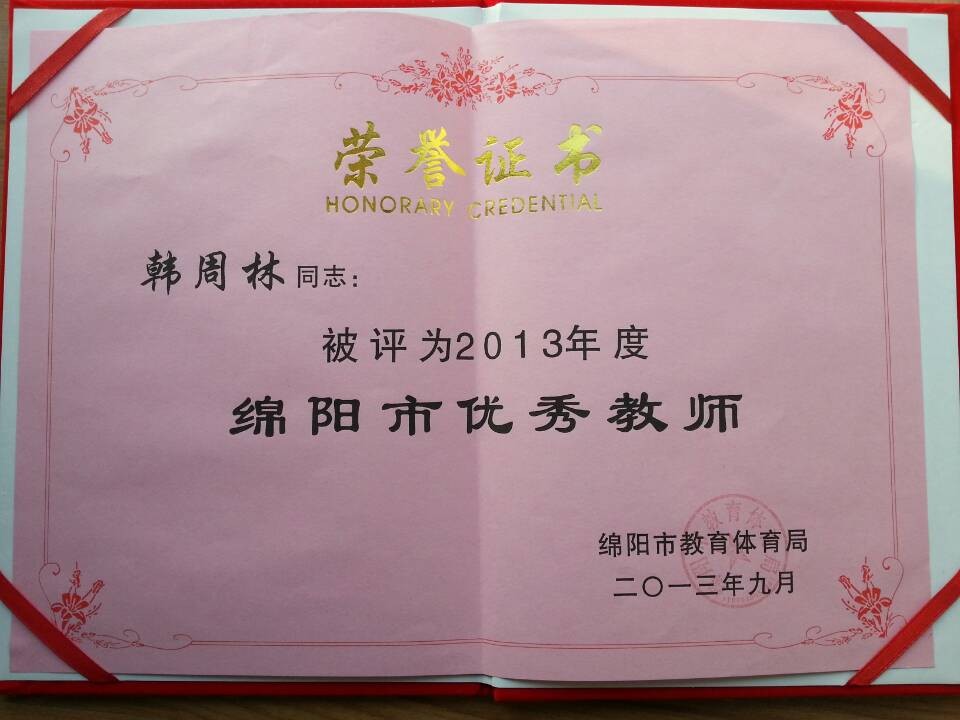 荣誉证书
HONORARY CREDENTIAL
韩周林同志：
被评为2013年度
绵阳市优秀教师
绵阳市教育体育局
二〇一三年九月